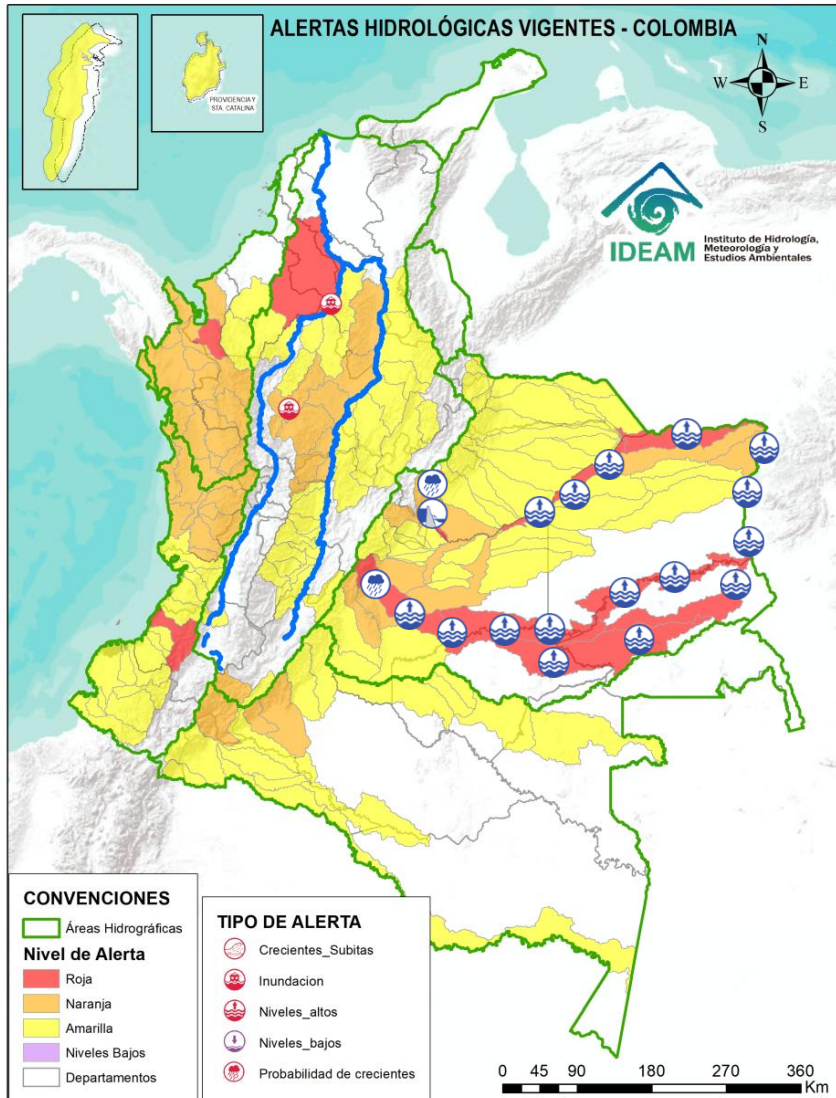 ALERTAS HIDROLÓGICAS VIGENTES - COLOMBIA
PROVIDENCIA Y
STA. CATALINA
N
W
E
S
IDEAM
Instituto de Hidrología,
Meteorología y
Estudios Ambientales
CONVENCIONES
Áreas Hidrográficas
Nivel de Alerta
Roja
Naranja
Amarilla
Niveles Bajos
Departamentos
TIPO DE ALERTA
Crecientes_Subitas
Inundacion
Niveles_altos
Niveles_bajos
Probabilidad de crecientes
0 45 90 180 270 360
Km